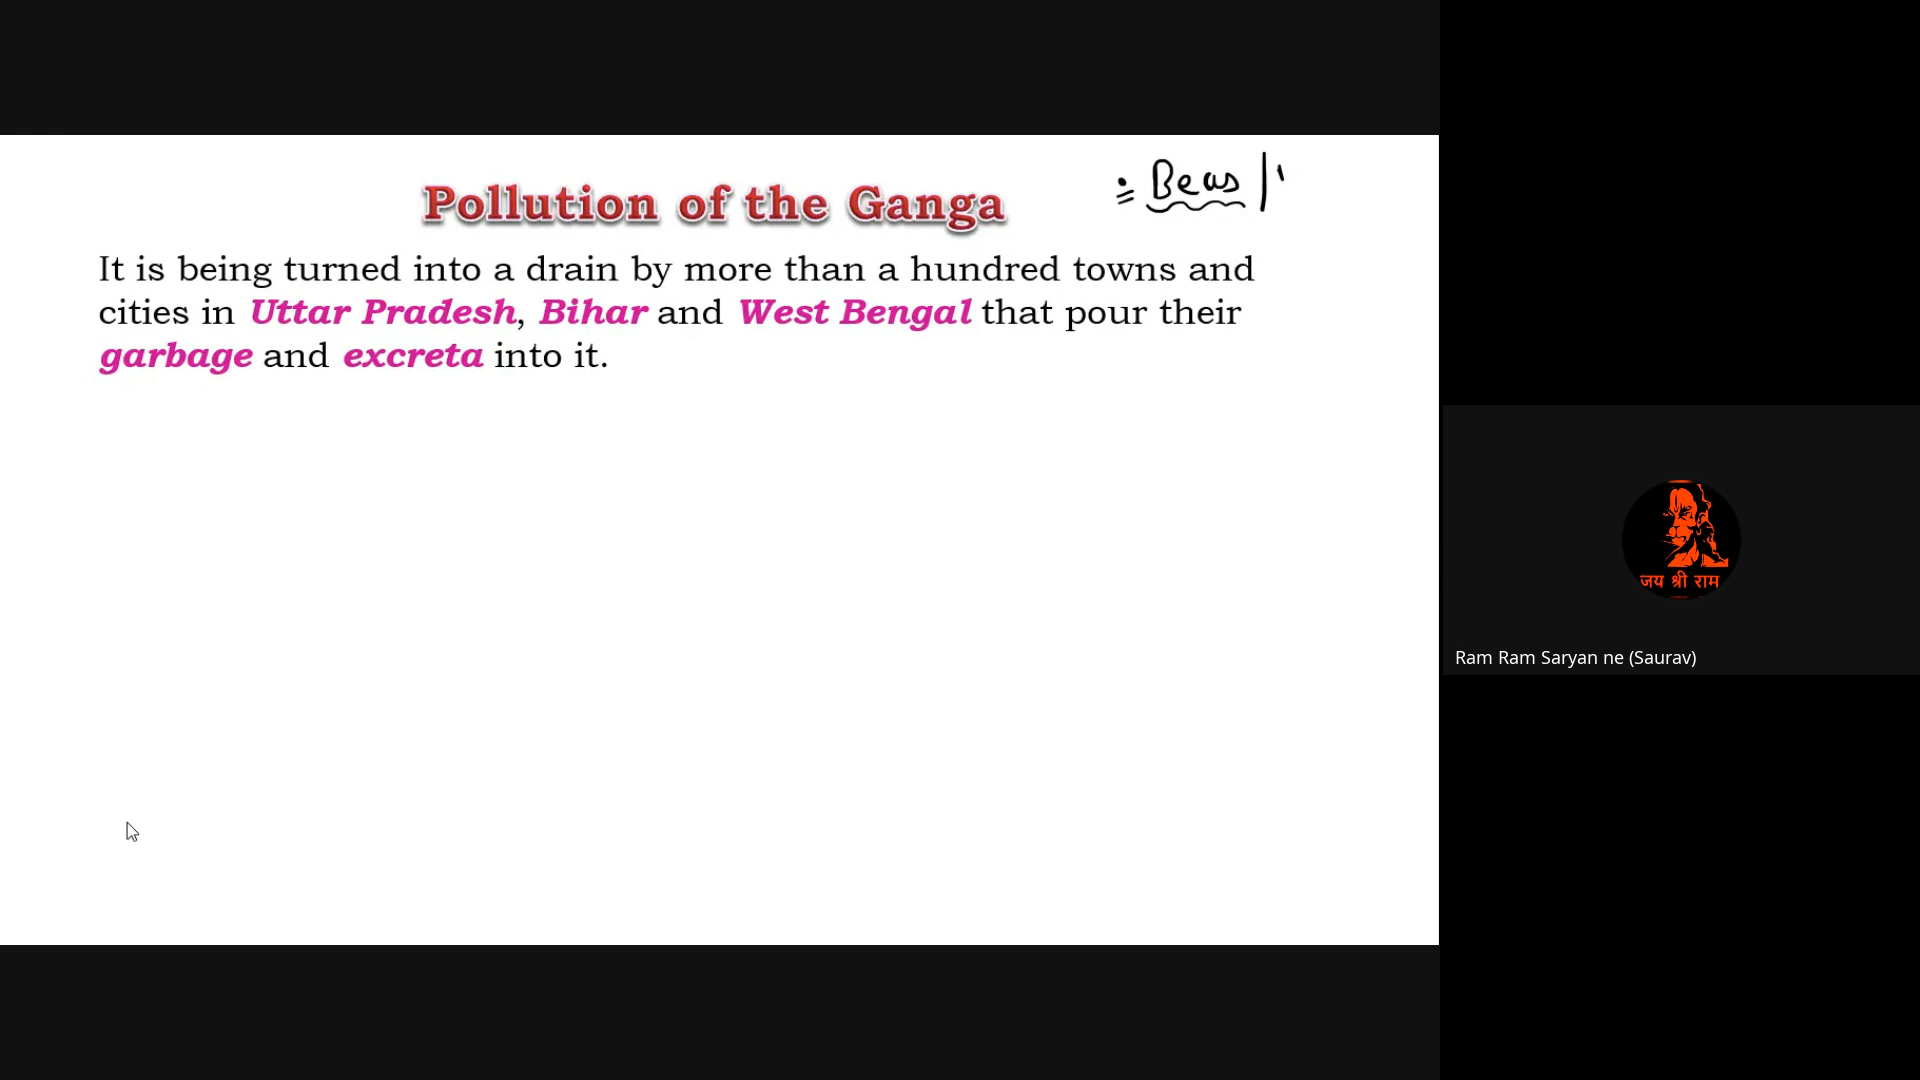 Pollution of the Ganga
Beas
It is being turned into a drain by more than a hundred towns and
cities in Uttar Pradesh, Bihar and West Bengal that pour their
garbage and excreta into it.
जय श्री राम
Ram Ram Saryan ne (Saurav)